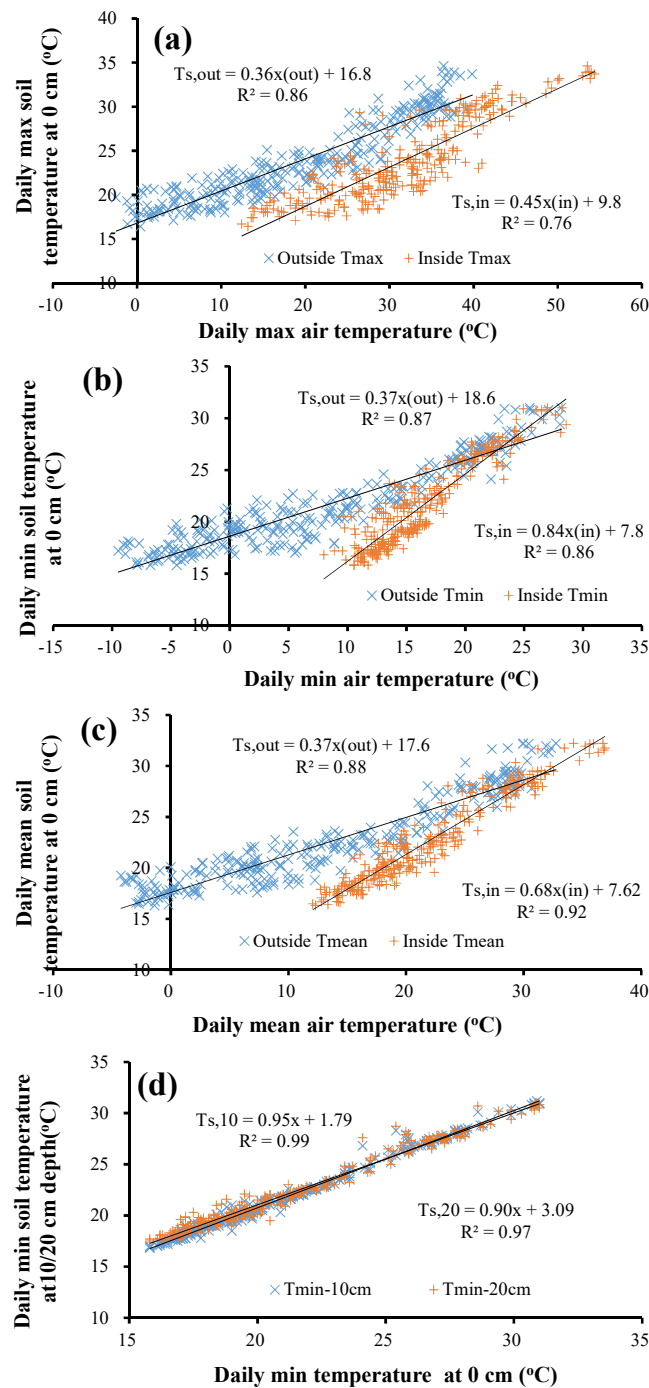 (a)
Daily max soil
temperature at 0 cm (°C)
40
35
30
25
20
15
10
Ts,out = 0.36x(out) + 16.8
R² = 0.86
Ts,in = 0.45x(in) + 9.8
R² = 0.76
Outside Tmax
Inside Tmax
-10
0
10
20
30
40
50
60
Daily max air temperature (°C)
(b)
Daily min soil temperature
at 0 cm (°C)
35
30
25
20
15
10
Ts,out = 0.37x(out) + 18.6
R² = 0.87
Ts,in = 0.84x(in) + 7.8
R² = 0.86
Outside Tmin
Inside Tmin
-15
-10
-5
0
5
10
15
20
25
30
35
Daily min air temperature (°C)
(c)
Daily mean soil
temperature at 0 cm (°C)
35
30
25
20
15
10
Ts,out = 0.37x(out) + 17.6
R² = 0.88
Ts,in = 0.68x(in) + 7.62
R² = 0.92
Outside Tmean
Inside Tmean
-10
0
10
20
30
40
Daily mean air temperature (°C)
(d)
Daily min soil temperature
at10/20 cm depth(°C)
35
30
25
20
15
10
Ts,10 = 0.95x + 1.79
R² = 0.99
Ts,20 = 0.90x + 3.09
R² = 0.97
Tmin-10cm
Tmin-20cm
15
20
25
30
35
Daily min temperature at 0 cm (°C)